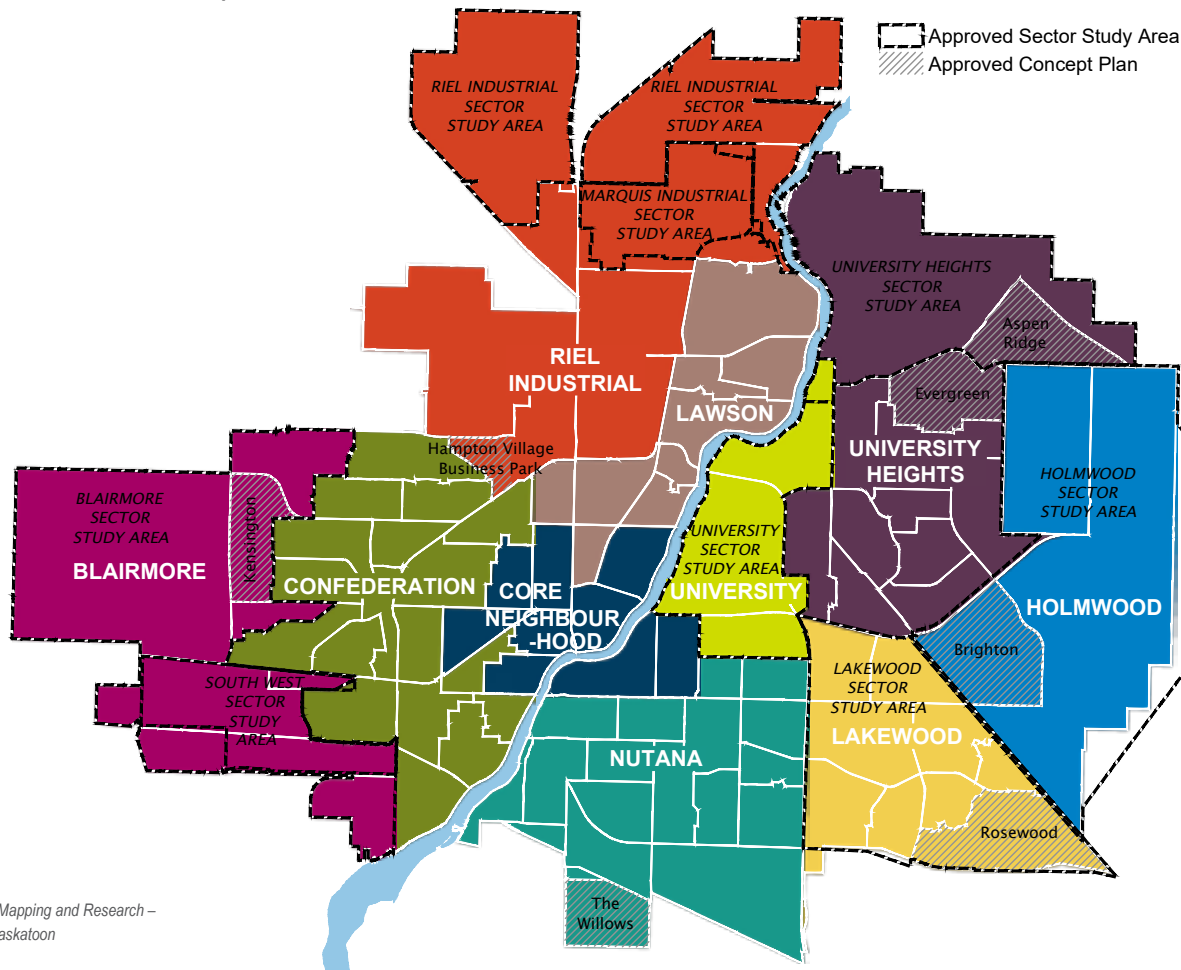 Approved Sector Study Area
Approved Concept Plan
RIEL INDUSTRIAL
SECTOR
STUDY AREA
RIEL INDUSTRIAL
SECTOR
STUDY AREA
MARQUIS INDUSTRIAL
SECTOR
STUDY AREA
UNIVERSITY HEIGHTS
SECTOR
STUDY AREA
Aspen
Ridge
RIEL
INDUSTRIAL
Evergreen
LAWSON
UNIVERSITY
HEIGHTS
Hampton Village
Business Park
HOLMWOOD
SECTOR
STUDY AREA
BLAIRMORE
SECTOR
STUDY AREA
Kensington
BLAIRMORE
CONFEDERATION
CORE
NEIGHBOUR
-HOOD
UNIVERSITY
SECTOR
STUDY AREA
UNIVERSITY
HOLMWOOD
Brighton
SOUTH WEST
SECTOR
STUDY
AREA
LAKEWOOD
SECTOR
STUDY AREA
LAKEWOOD
NUTANA
Rosewood
The
Willows
Mapping and Research –
askatoon